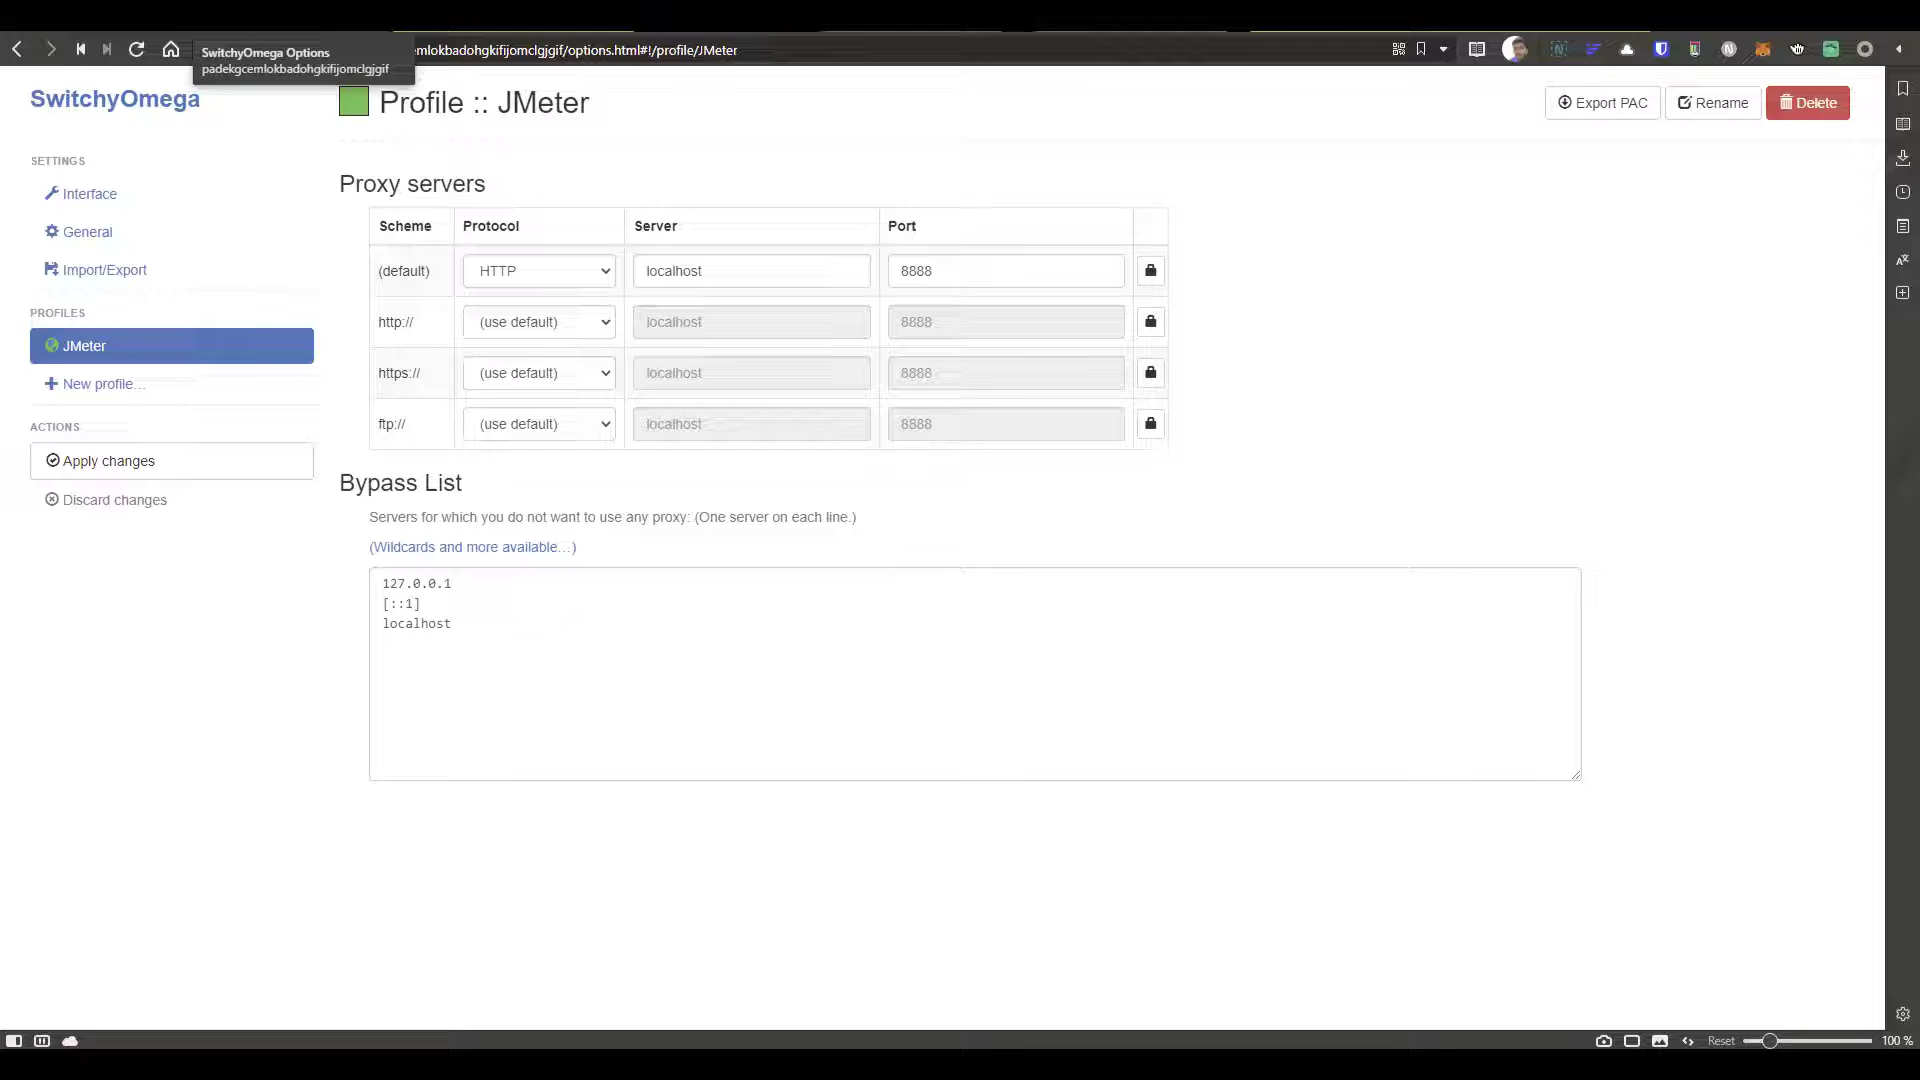 SwitchyOmega Options
padekgcemlokbadohgkifijomclgjgif
emlokbadohgkifijomclgjgif/options.html#!/profile/JMeter
SwitchyOmega
Profile :: JMeter
Export PAC
Rename
Delete
SETTINGS
Interface
General
Import/Export
PROFILES
JMeter
New profile…
ACTIONS
Apply changes
Discard changes
Proxy servers
Scheme Protocol Server Port
(default) HTTP localhost 8888
http:// (use default) localhost 8888
https:// (use default) localhost 8888
ftp:// (use default) localhost 8888
Bypass List
Servers for which you do not want to use any proxy: (One server on each line.)
(Wildcards and more available…)
127.0.0.1
[::1]
localhost
Reset
100 %